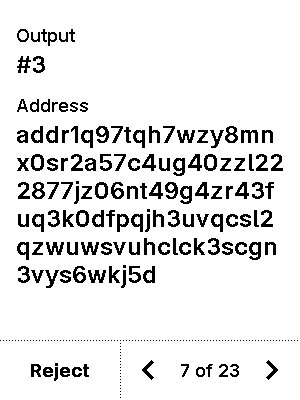 Output
#3
Address
addr1q97tqh7wzy8mn
x0sr2a57c4ug40zzl22
2877jz06nt49g4zr43f
uq3k0dfpqjh3uvqcsl2
qzwuwsvuhclck3scgn
3vys6wkj5d
Reject
7 of 23